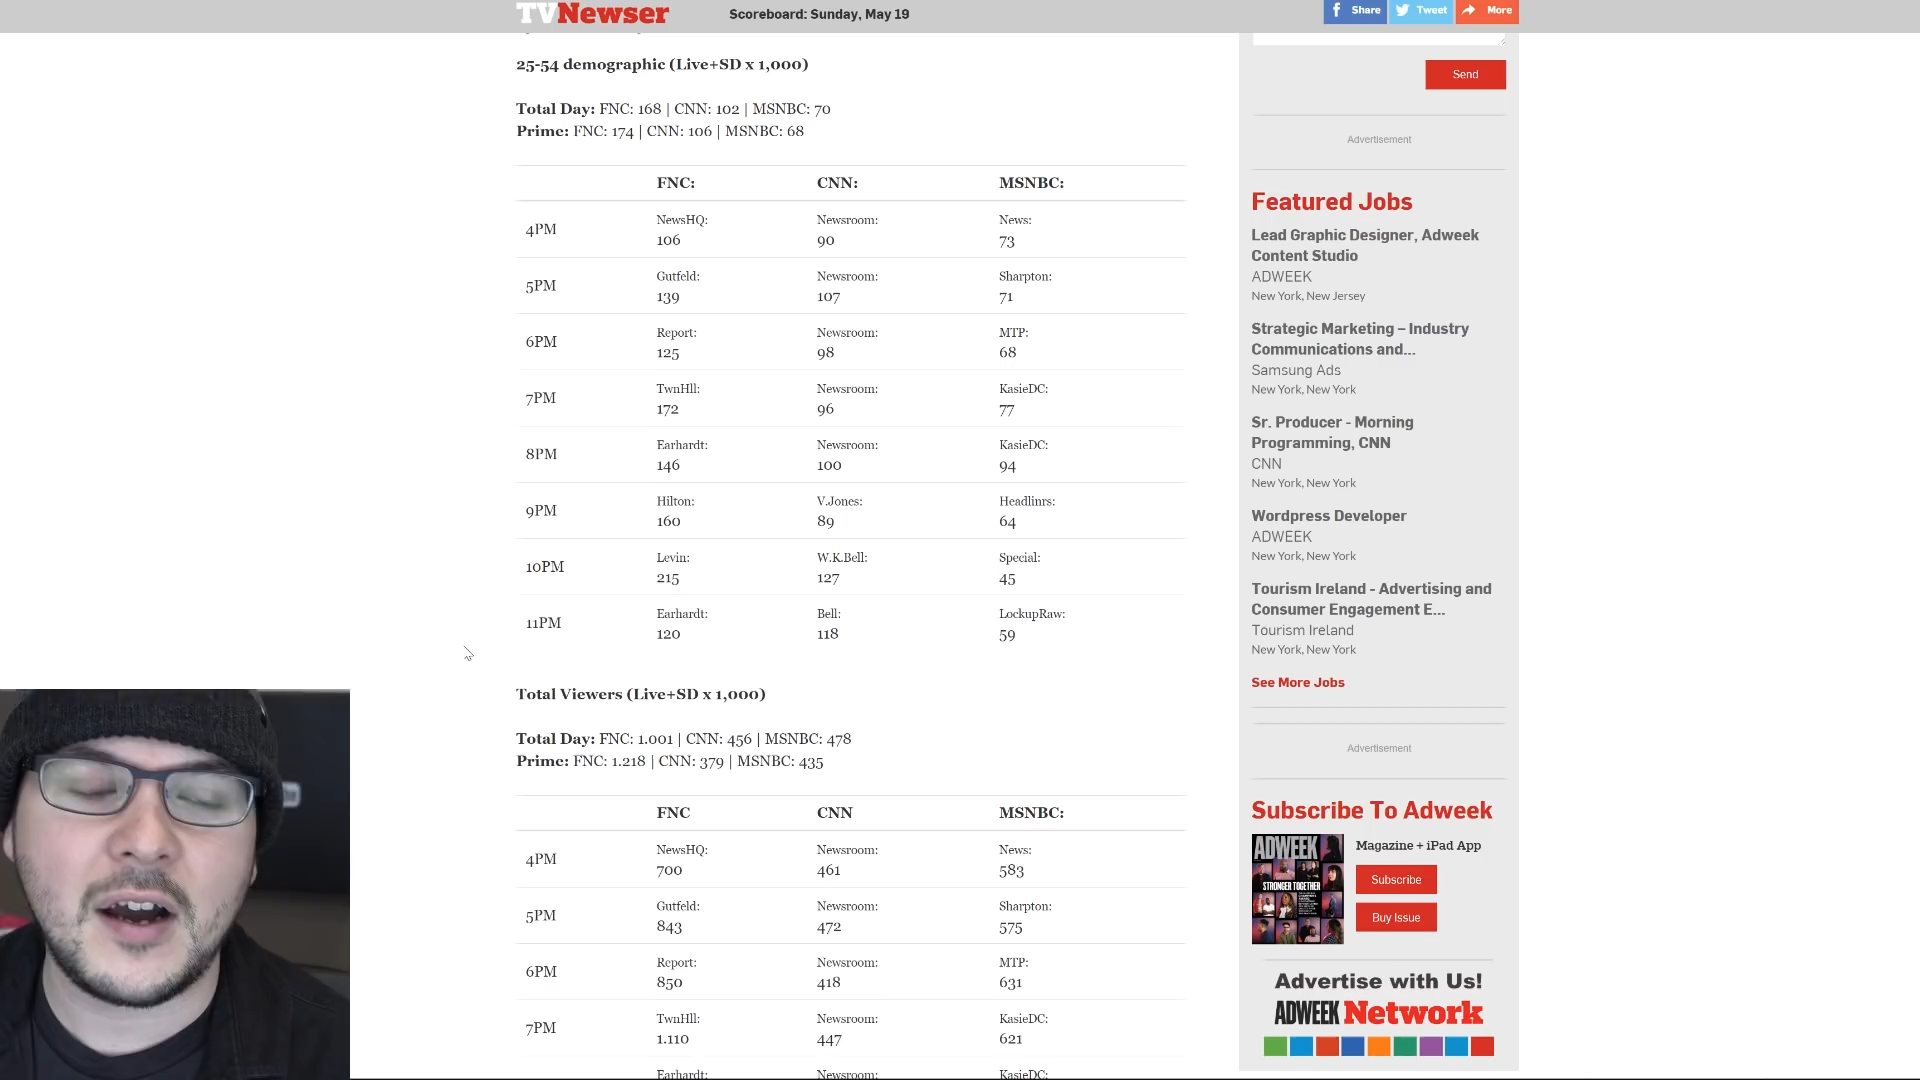 TVNewser
Scoreboard: Sunday, May 19
Share
Tweet
More
25-54 demographic (Live+SD x 1,000)
Total Day: FNC: 168 | CNN: 102 | MSNBC: 70
Prime: FNC: 174 | CNN: 106 | MSNBC: 68
FNC: CNN: MSNBC:
NewsHQ: Newsroom: News:
4PM
106 90 73
Gutfeld: Newsroom: Sharpton:
5PM
139 107 71
Report: Newsroom: MTP:
6PM
125 98 68
TwnHll: Newsroom: KasieDC:
7PM
172 96 77
Earhardt: Newsroom: KasieDC:
8PM
146 100 94
Hilton: V.Jones: Headlinrs:
9PM
160 89 64
Levin: W.K.Bell: Special:
10PM
215 127 45
Earhardt: Bell: LockupRaw:
11PM
120 118 59
Total Viewers (Live+SD x 1,000)
Total Day: FNC: 1.001 | CNN: 456 | MSNBC: 478
Prime: FNC: 1.218 | CNN: 379 | MSNBC: 435
FNC CNN MSNBC:
NewsHQ: Newsroom: News:
4PM
700 461 583
Gutfeld: Newsroom: Sharpton:
5PM
843 472 575
Report: Newsroom: MTP:
6PM
850 418 631
TwnHll: Newsroom: KasieDC:
7PM
1.110 447 621
Earhardt: Newsroom: KasieDC:
Send
Advertisement
Featured Jobs
Lead Graphic Designer, Adweek
Content Studio
ADWEEK
New York, New Jersey
Strategic Marketing – Industry
Communications and...
Samsung Ads
New York, New York
Sr. Producer - Morning
Programming, CNN
CNN
New York, New York
Wordpress Developer
ADWEEK
New York, New York
Tourism Ireland - Advertising and
Consumer Engagement E...
Tourism Ireland
New York, New York
See More Jobs
Advertisement
Subscribe To Adweek
ADWEEK
STRONGER TOGETHER
Magazine + iPad App
Subscribe
Buy Issue
Advertise with Us!
ADWEEK Network